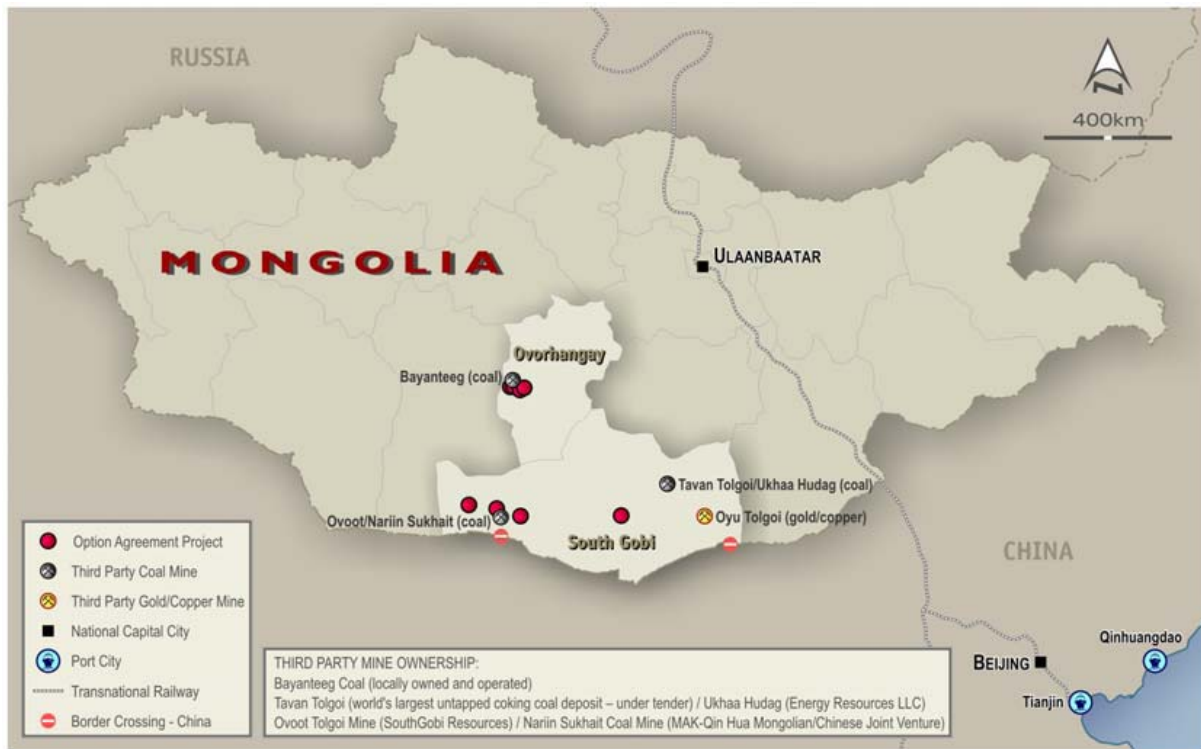 RUSSIA
N
400km
MONGOLIA
ULAANBAATAR
Ovorhangay
Bayanteeg (coal)
Tavan Tolgoi/Ukhaa Hudag (coal)
Ovoot/Nariin Sukhait (coal)
Oyu Tolgoi (gold/copper)
South Gobi
CHINA
Qinhuangdao
BEIJING
Tianjin
Option Agreement Project
Third Party Coal Mine
Third Party Gold/Copper Mine
National Capital City
Port City
Transnational Railway
Border Crossing - China
THIRD PARTY MINE OWNERSHIP:
Bayanteeg Coal (locally owned and operated)
Tavan Tolgoi (world's largest untapped coking coal deposit – under tender) / Ukhaa Hudag (Energy Resources LLC)
Ovoot Tolgoi Mine (SouthGobi Resources) / Nariin Sukhait Coal Mine (MAK-Qin Hua Mongolian/Chinese Joint Venture)